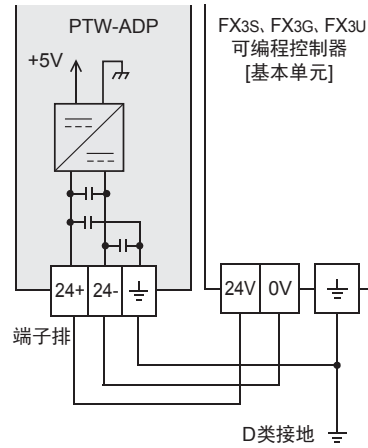 PTW-ADP
+5V
FX3S、FX3G、FX3U
可编程控制器
[基本单元]
24+ 24-
24V 0V
端子排
D类接地